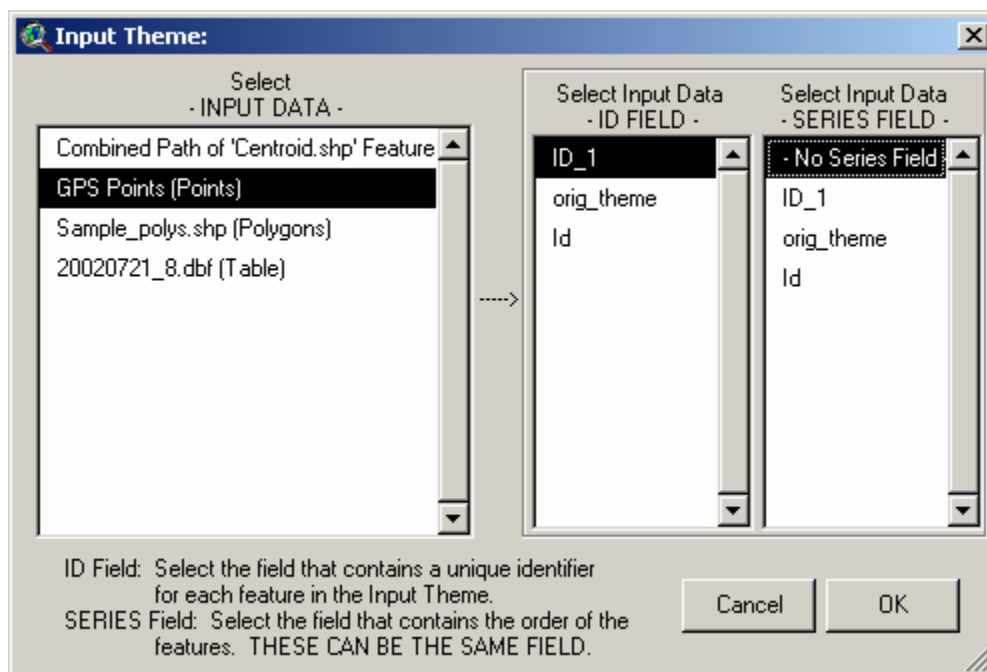 Input Theme:
Select
- INPUT DATA -
Combined Path of 'Centroid.shp' Feature
GPS Points (Points)
Sample_polys.shp (Polygons)
20020721_8.dbf (Table)
---->
Select Input Data
- ID FIELD -
ID_1
orig_theme
Id
Select Input Data
- SERIES FIELD -
- No Series Field
ID_1
orig_theme
Id
ID Field: Select the field that contains a unique identifier
for each feature in the Input Theme.
SERIES Field: Select the field that contains the order of the
features. THESE CAN BE THE SAME FIELD.
Cancel
OK